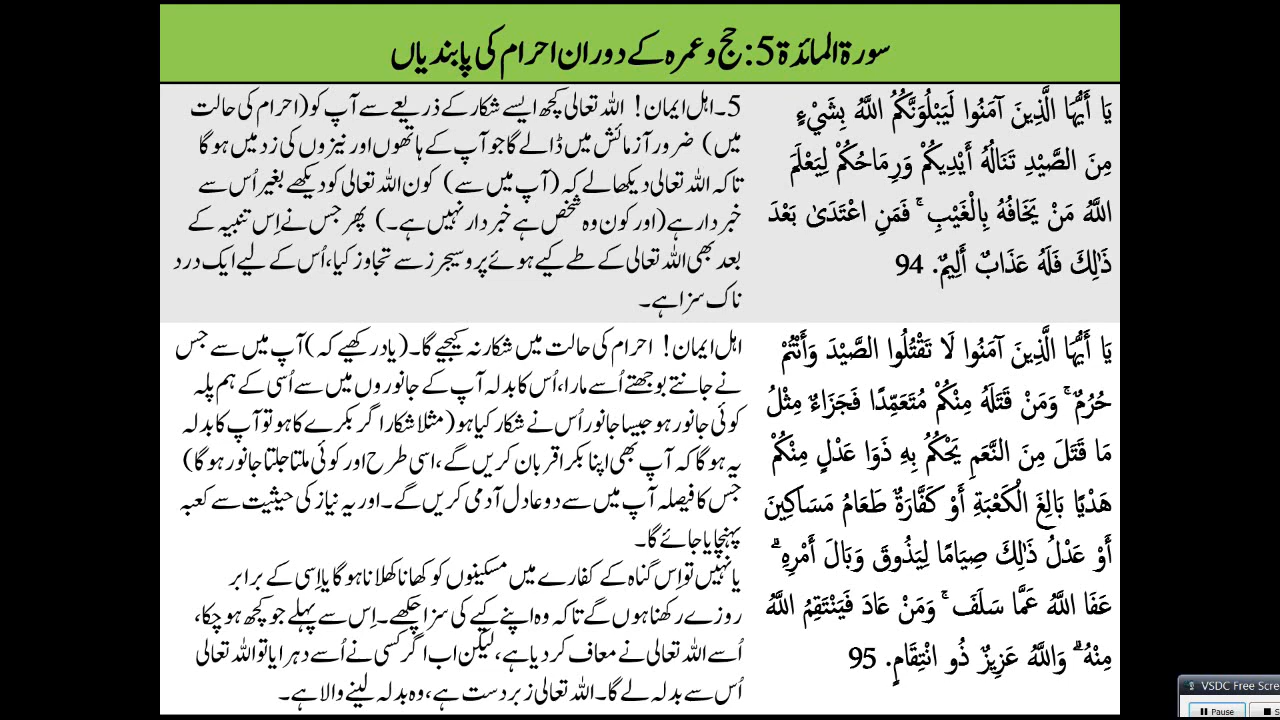 سورة المائدة 5: حج و عمرہ کے دوران احرام کی پابندیاں
يَا أَيُّهَا الَّذِينَ آمَنُوا لَيَبْلُوَنَّكُمُ اللَّهُ بِشَيْءٍ
مِنَ الصَّيْدِ تَنَالُهُ أَيْدِيكُمْ وَرِمَاحُكُمْ لِيَعْلَمَ
اللَّهُ مَنْ يَخَافُهُ بِالْغَيْبِ ۚ فَمَنِ اعْتَدَىٰ بَعْدَ
ذَٰلِكَ فَلَهُ عَذَابٌ أَلِيمٌ. 94
5۔ اہل ایمان! اللہ تعالی کچھ ایسے شکار کے ذریعے سے آپ کو (احرام کی حالت
میں) ضرور آزمائش میں ڈالے گا جو آپ کے ہاتھوں اور نیزوں کی زد میں ہو گا
تاکہ اللہ تعالی دیکھا لے کہ (آپ میں سے) کون اللہ تعالی کو دیکھے بغیر اُس سے
خبردار ہے (اور کون وہ شخص ہے خبردار نہیں ہے۔) پھر جس نے اِس تنبیہ کے
بعد بھی اللہ تعالی کے طے کیے ہوئے پروسیجرز سے تجاوز کیا، اُس کے لیے ایک درد
ناک سزا ہے۔
يَا أَيُّهَا الَّذِينَ آمَنُوا لَا تَقْتُلُوا الصَّيْدَ وَأَنْتُمْ
حُرُمٌ ۚ وَمَنْ قَتَلَهُ مِنْكُمْ مُتَعَمِّدًا فَجَزَاءٌ مِثْلُ
مَا قَتَلَ مِنَ النَّعَمِ يَحْكُمُ بِهِ ذَوَا عَدْلٍ مِنْكُمْ
هَدْيًا بَالِغَ الْكَعْبَةِ أَوْ كَفَّارَةٌ طَعَامُ مَسَاكِينَ
أَوْ عَدْلُ ذَٰلِكَ صِيَامًا لِيَذُوقَ وَبَالَ أَمْرِهِ ۗ
عَفَا اللَّهُ عَمَّا سَلَفَ ۚ وَمَنْ عَادَ فَيَنْتَقِمُ اللَّهُ
مِنْهُ ۗ وَاللَّهُ عَزِيزٌ ذُو انْتِقَامٍ. 95
اہل ایمان! احرام کی حالت میں شکار نہ کیجیے گا۔ (یاد رکھیے کہ) آپ میں سے جس
نے جانتے بوجھتے اُسے مارا، اُس کا بدلہ آپ کے جانوروں میں سے اُسی کے ہم پلہ
کوئی جانور ہو جیسا جانور اُس نے شکار کیا ہو (مثلا شکار اگر بکرے کا ہو تو آپ کا بدلہ
یہ ہو گا کہ آپ بھی اپنا بکرا قربان کریں گے، اسی طرح اور کوئی ملتا جلتا جانور ہو گا)
جس کا فیصلہ آپ میں سے دو عادل آدمی کریں گے۔ اور یہ نیاز کی حیثیت سے کعبہ
پہنچایا جائے گا۔
یا نہیں تو اِس گناہ کے کفارے میں مسکینوں کو کھانا کھلانا ہو گا یا اِسی کے برابر
روزے رکھنا ہوں گے تاکہ وہ اپنے کیے کی سزا چکھے۔ اِس سے پہلے جو کچھ ہو چکا،
اُسے اللہ تعالی نے معاف کر دیا ہے، لیکن اب اگر کسی نے اُسے دہرایا تو اللہ تعالی
اُس سے بدلہ لے گا۔ اللہ تعالی زبردست ہے، وہ بدلہ لینے والا ہے۔
VSDC Free Scre
Pause
S